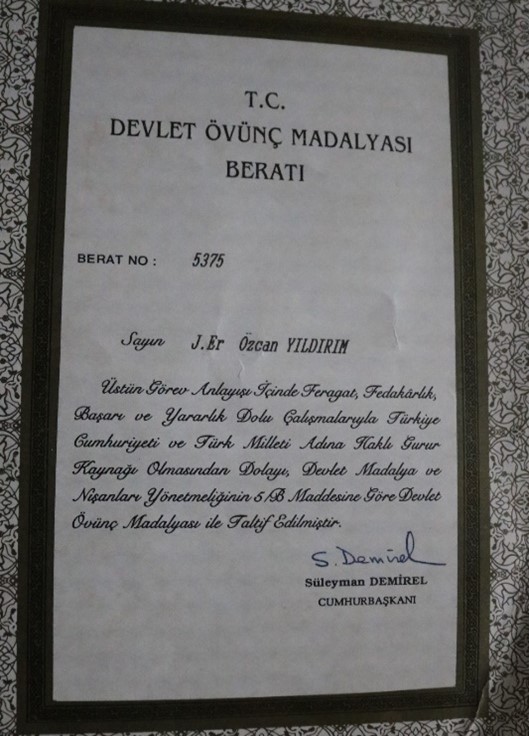 T.C.
DEVLET ÖVÜNÇ MADALYASI
BERATI
BERAT NO : 5375
Sayın J.Er Özcan YILDIRIM
Üstün Görev Anlayışı İçinde Feragat, Fedakârlık,
Başarı ve Yararlık Dolu Çalışmalarıyla Türkiye
Cumhuriyeti ve Türk Milleti Adına Haklı Gurur
Kaynağı Olmasından Dolayı, Devlet Madalya ve
Nişanları Yönetmeliğinin 5/B Maddesine Göre Devlet
Övünç Madalyası ile Taltif Edilmiştir.
S. Demirel
Süleyman DEMİREL
CUMHURBAŞKANI